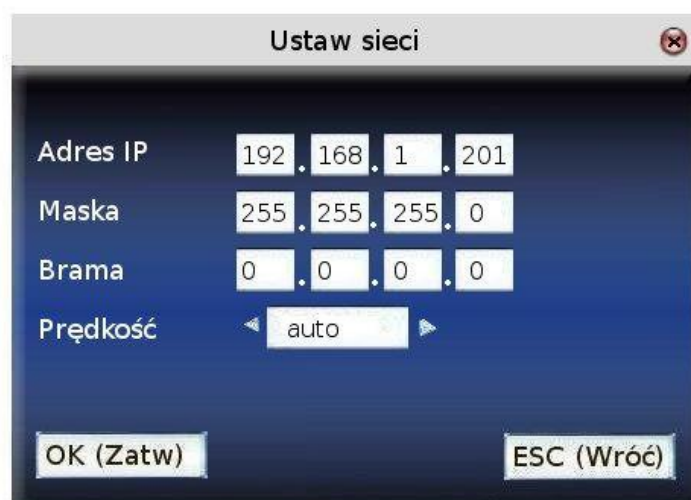 Ustaw sieci
Adres IP 192 . 168 . 1 . 201
Maska 255 . 255 . 255 . 0
Brama 0 . 0 . 0 . 0
Prędkość auto
OK (Zatw) ESC (Wróć)